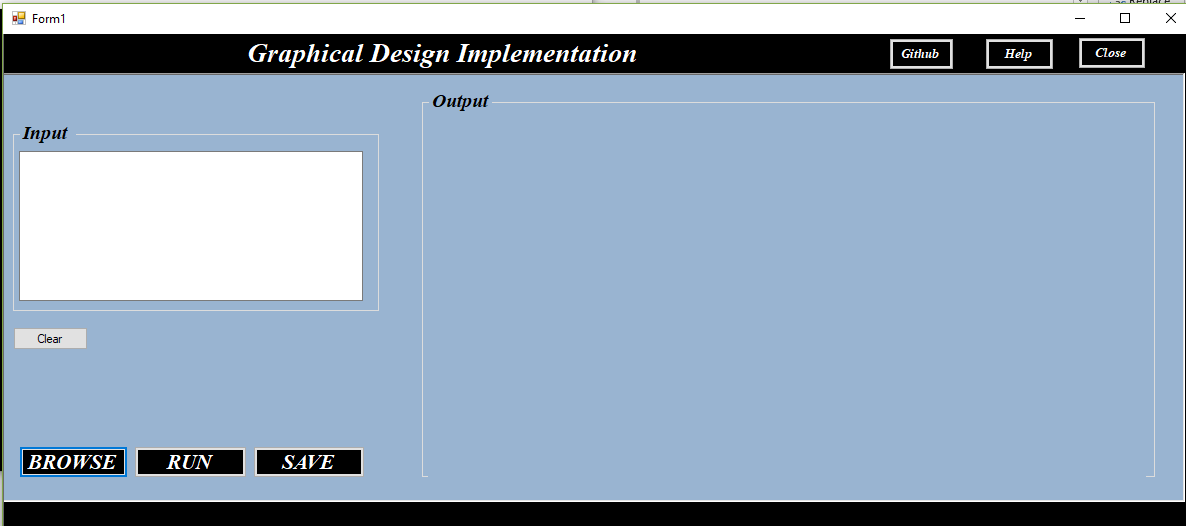 Form1
Graphical Design Implementation
Github
Help
Close
Output
Input
Clear
BROWSE
RUN
SAVE